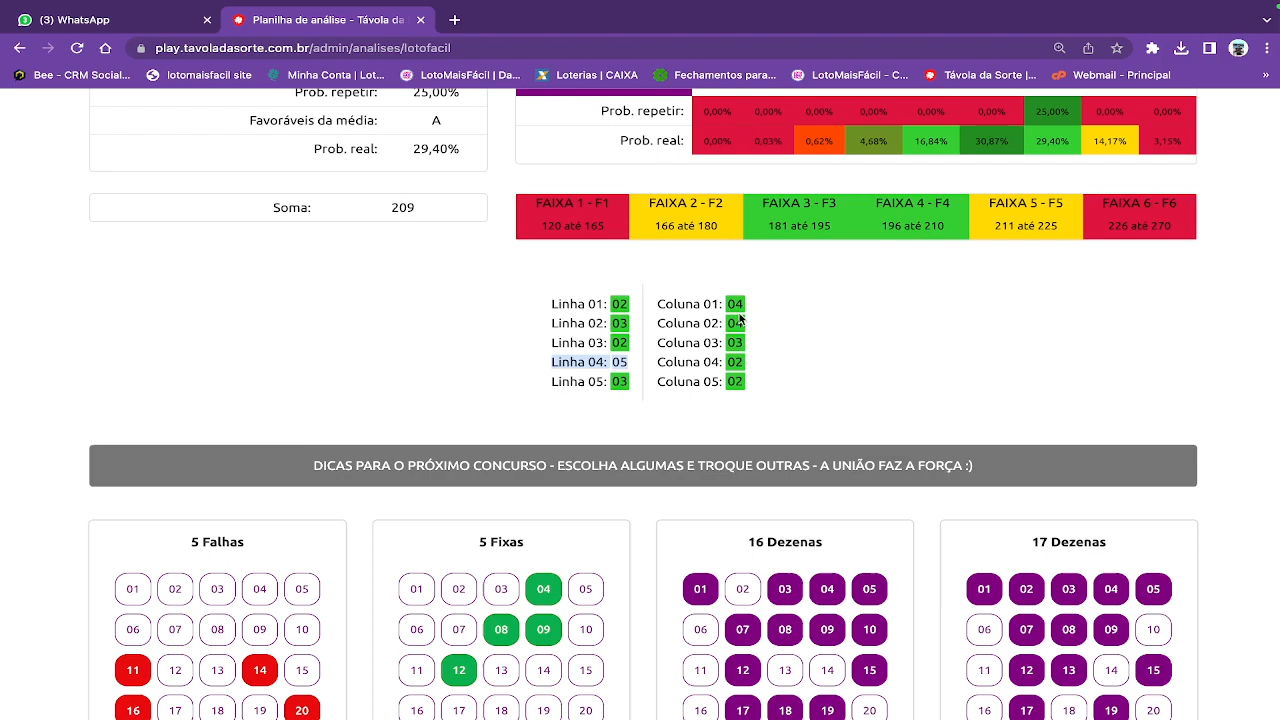 (3) WhatsApp
Planilha de análise - Távola da
play.tavoladasorte.com.br/admin/analises/lotofacil
Bee - CRM Social...
lotomaisfacil site
Minha Conta | Lot...
LotoMaisFácil | Da...
Loterias | CAIXA
Fechamentos para...
LotoMaisFácil - C...
Távola da Sorte |...
Webmail - Principal
»
Prob. repetir: 25,00%
Favoráveis da média: A
Prob. real: 29,40%
Prob. repetir: 0,00% 0,00% 0,00% 0,00% 0,00% 0,00% 25,00% 0,00% 0,00%
Prob. real: 0,00% 0,03% 0,62% 4,68% 16,84% 30,87% 29,40% 14,17% 3,15%
Soma: 209
FAIXA 1 - F1 FAIXA 2 - F2 FAIXA 3 - F3 FAIXA 4 - F4 FAIXA 5 - F5 FAIXA 6 - F6
120 até 165 166 até 180 181 até 195 196 até 210 211 até 225 226 até 270
Linha 01: 02 Coluna 01: 04
Linha 02: 03 Coluna 02: 04
Linha 03: 02 Coluna 03: 03
Linha 04: 05 Coluna 04: 02
Linha 05: 03 Coluna 05: 02
DICAS PARA O PRÓXIMO CONCURSO - ESCOLHA ALGUMAS E TROQUE OUTRAS - A UNIÃO FAZ A FORÇA :)
5 Falhas
01 02 03 04 05
06 07 08 09 10
11 12 13 14 15
16 17 18 19 20
5 Fixas
01 02 03 04 05
06 07 08 09 10
11 12 13 14 15
16 17 18 19 20
16 Dezenas
01 02 03 04 05
06 07 08 09 10
11 12 13 14 15
16 17 18 19 20
17 Dezenas
01 02 03 04 05
06 07 08 09 10
11 12 13 14 15
16 17 18 19 20